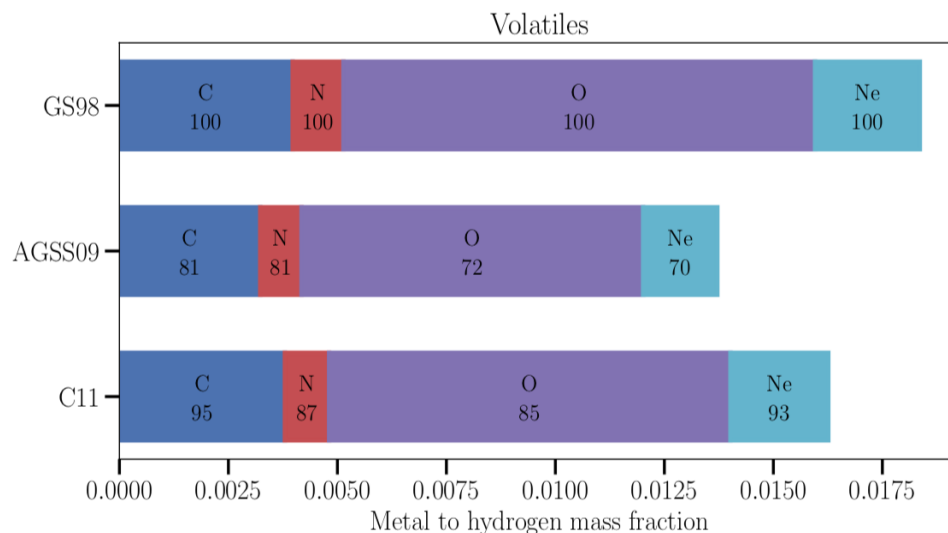 Volatiles
GS98
C N O Ne
100 100 100 100
AGSS09
C N O Ne
81 81 72 70
C11
C N O Ne
95 87 85 93
0.0000 0.0025 0.0050 0.0075 0.0100 0.0125 0.0150 0.0175
Metal to hydrogen mass fraction